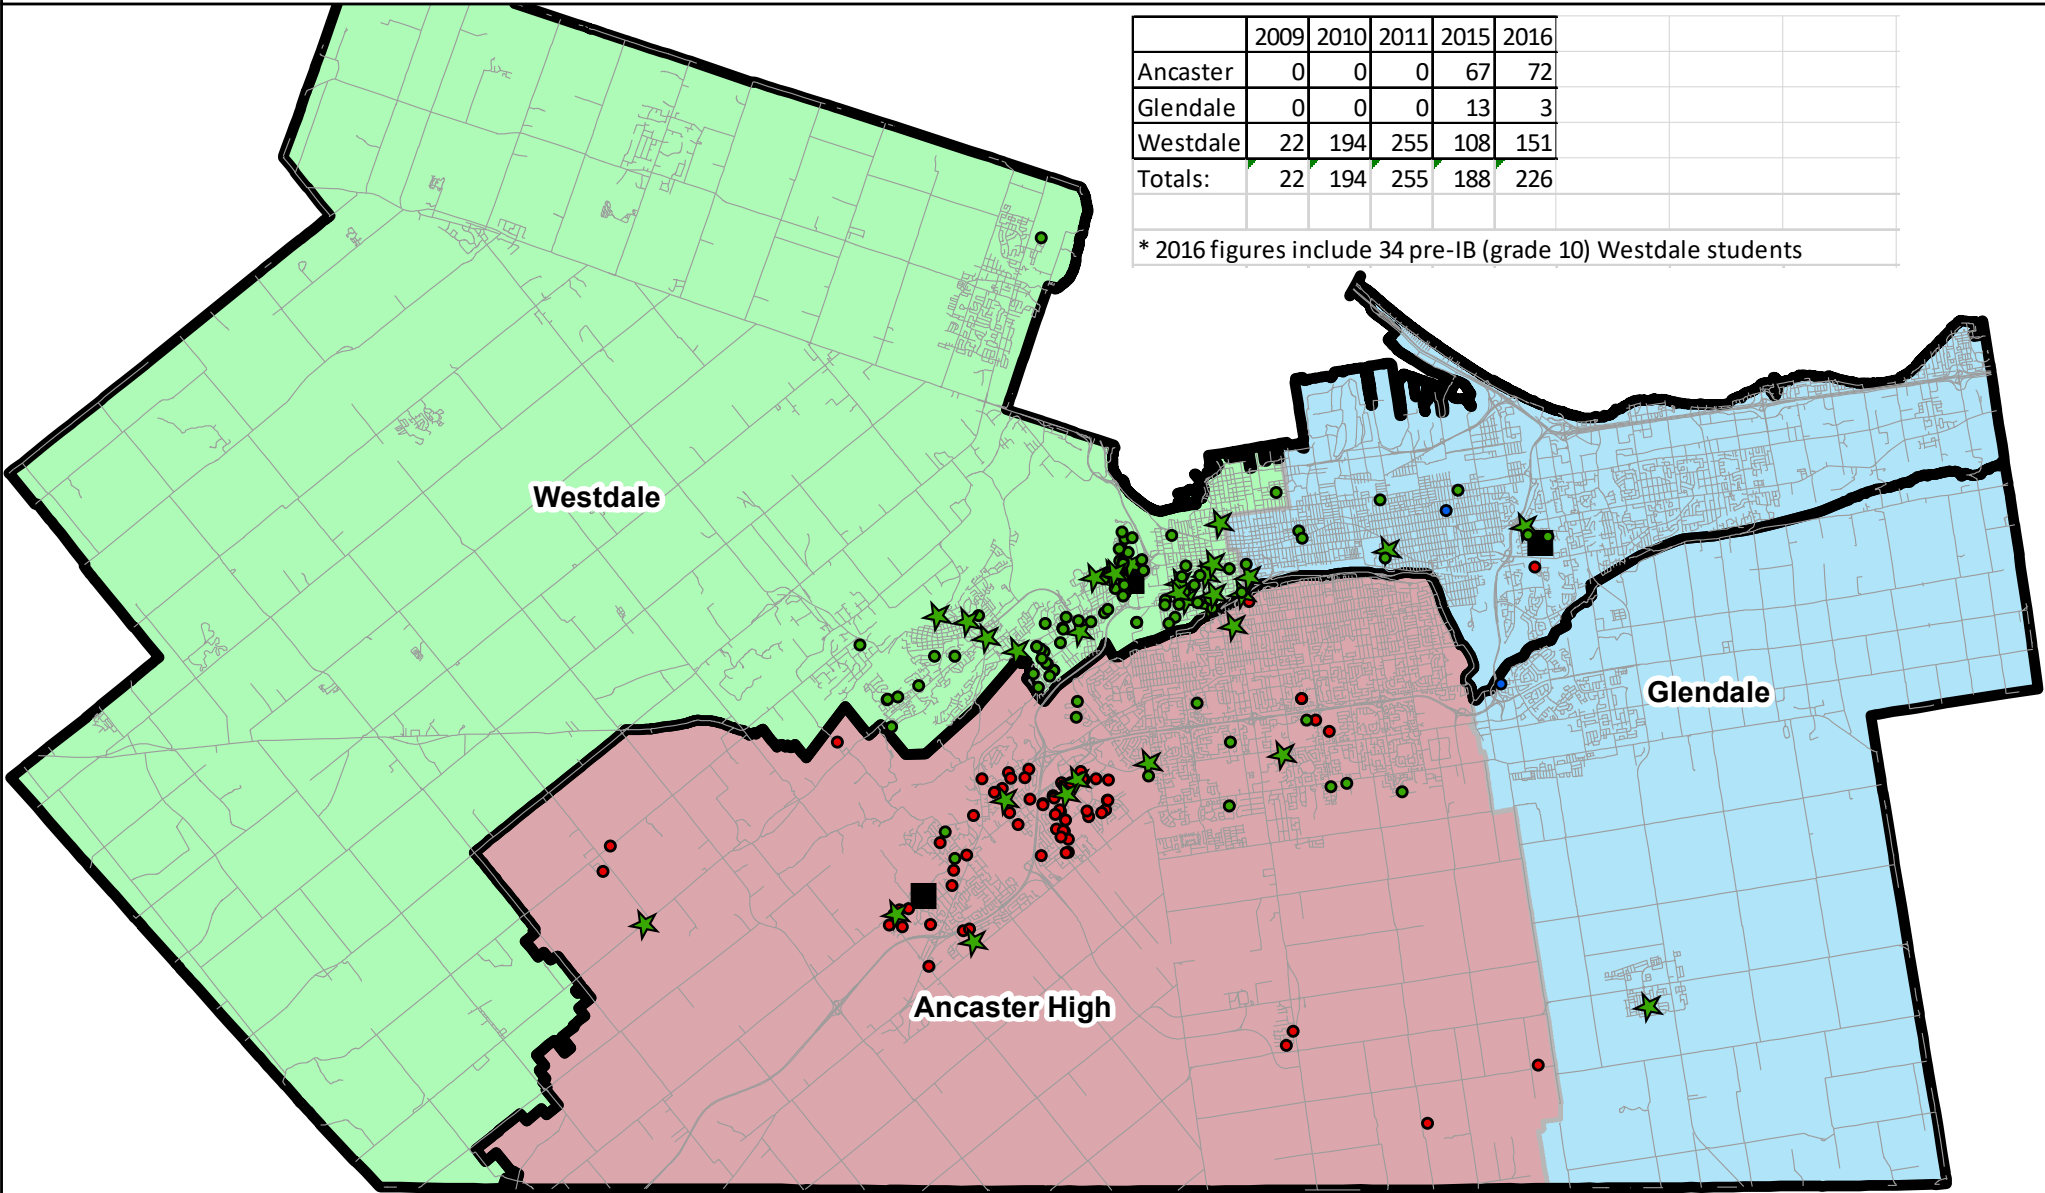 2009 2010 2011 2015 2016
Ancaster 0 0 0 67 72
Glendale 0 0 0 13 3
Westdale 22 194 255 108 151
Totals: 22 194 255 188 226
* 2016 figures include 34 pre-IB (grade 10) Westdale students
Westdale
Glendale
Ancaster High